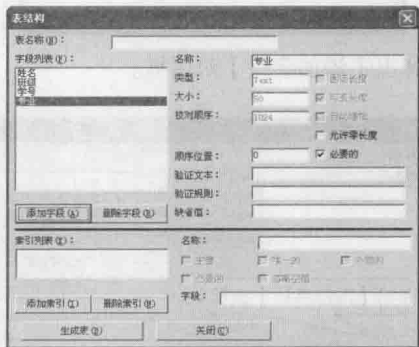 表结构
表名称(N):
字段列表(F):
姓名
班级
学号
专业
名称: 专业
类型: Text 固定长度
大小: 50 可变长度
校对顺序: 1024 自动增加
允许零长度
顺序位置: 0 必要的
验证文本:
验证规则:
缺省值:
添加字段(A) 删除字段(R)
索引列表(X):
名称:
主要 唯一的 外部的
已要的 忽略空值
添加索引(I) 删除索引(M)
字段:
生成表(B) 关闭(C)